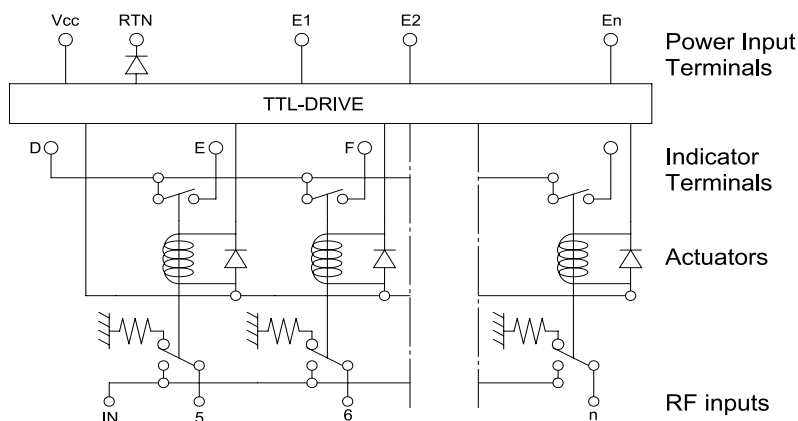 Vcc RTN E1 E2 En
Power Input
Terminals
TTL-DRIVE
D E F
Indicator
Terminals
Actuators
RF inputs
IN 5 6 n